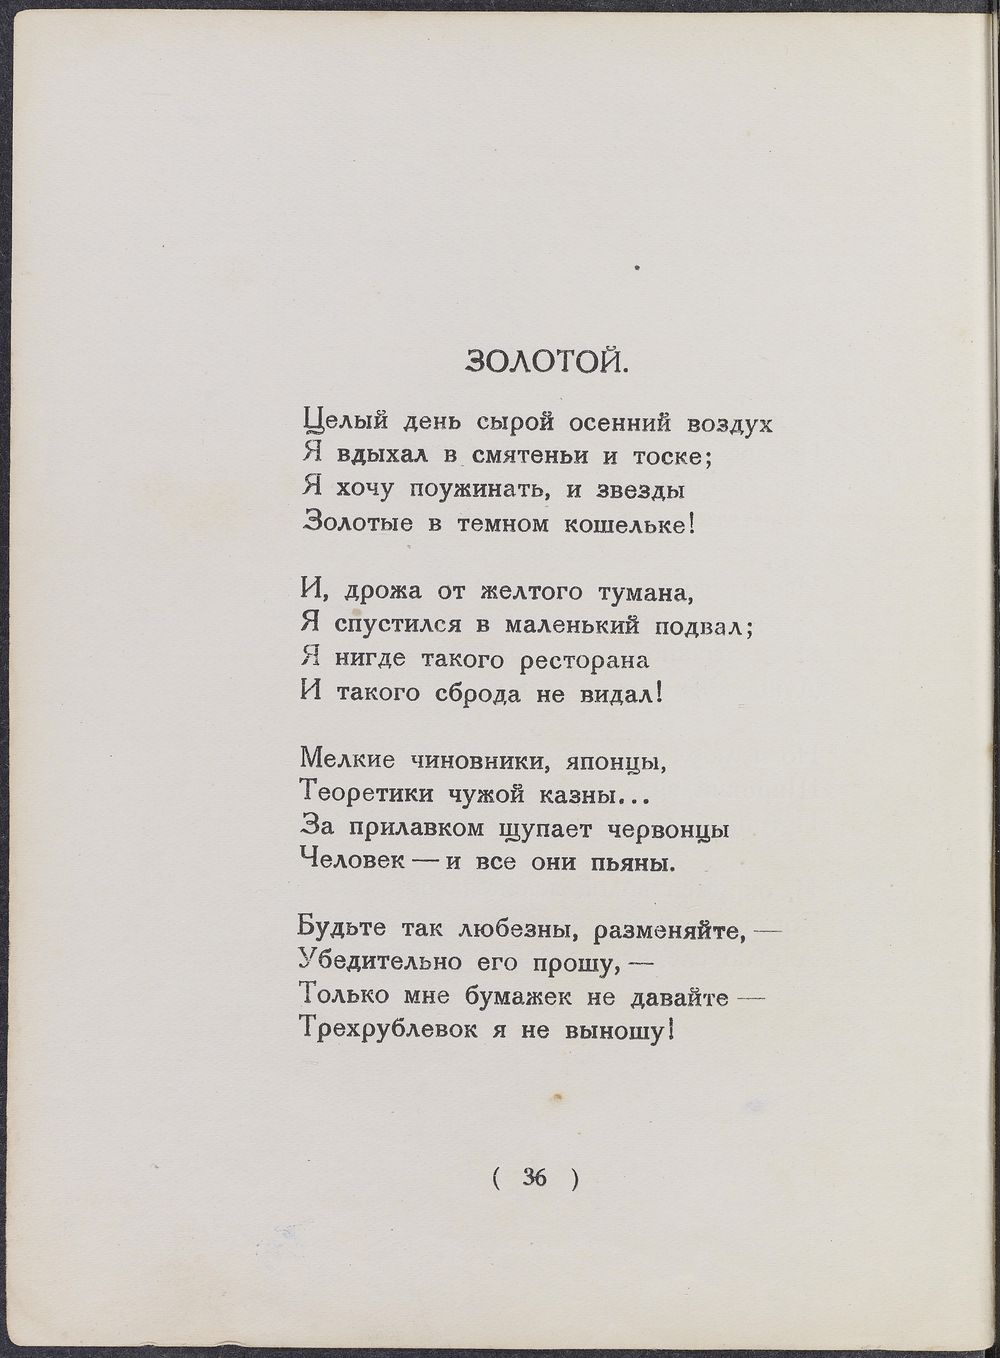 ЗОЛОТОЙ.
Целый день сырой осенний воздух
Я вдыхал в смятеньи и тоске;
Я хочу поужинать, и звезды
Золотые в темном кошельке!
И, дрожа от желтого тумана,
Я спустился в маленький подвал;
Я нигде такого ресторана
И такого сброда не видал!
Мелкие чиновники, японцы,
Теоретики чужой казны...
За прилавком щупает червонцы
Человек — и все они пьяны.
Будьте так любезны, разменяйте, —
Убедительно его прошу, —
Только мне бумажек не давайте —
Трехрублевок я не выношу!
( 36 )